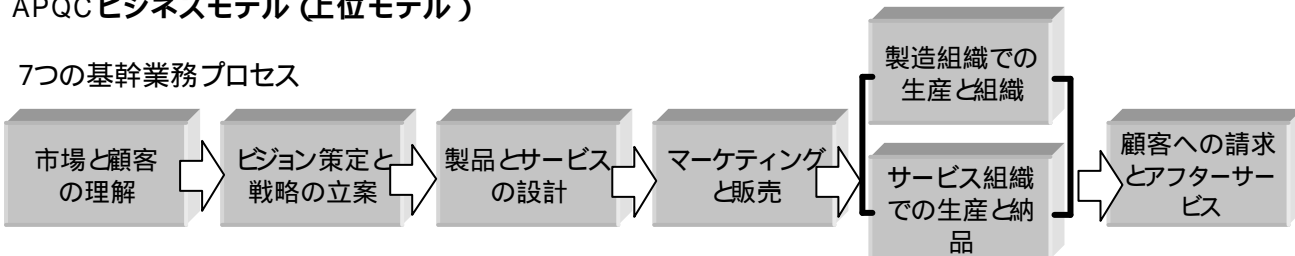 APQCビジネスモデル(上位モデル)
7つの基幹業務プロセス
市場と顧客
の理解
ビジョン策定と
戦略の立案
製品とサービス
の設計
マーケティング
と販売
製造組織での
生産と組織
サービス組織
での生産と納
品
顧客への請求
とアフターサー
ビス